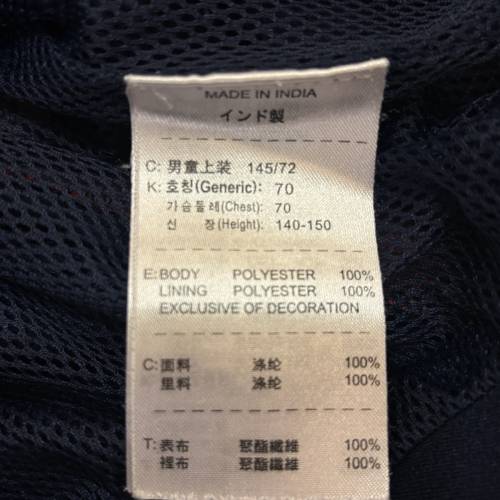 MADE IN INDIA
インド製
C: 男童上装 145/72
K: 호칭(Generic): 70
가슴둘레(Chest): 70
신 장(Height): 140-150
E: BODY POLYESTER 100%
LINING POLYESTER 100%
EXCLUSIVE OF DECORATION
C: 面料 涤纶 100%
里料 涤纶 100%
T: 表布 聚酯纖維 100%
裡布 聚酯纖維 100%